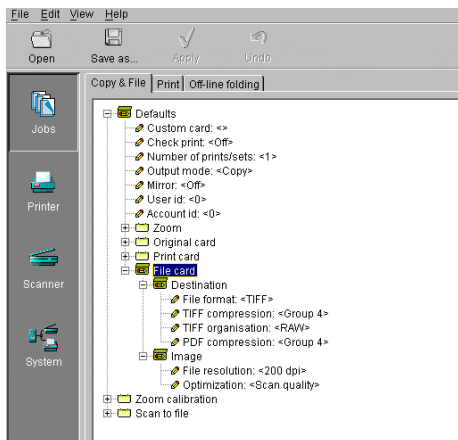 File Edit View Help
Open Save as... Apply Undo
Copy & File Print Off-line folding
Jobs
Printer
Scanner
System
Defaults
Custom card: <>
Check print: <Off>
Number of prints/sets: <1>
Output mode: <Copy>
Mirror: <Off>
User id: <0>
Account id: <0>
Zoom
Original card
Print card
File card
Destination
File format: <TIFF>
TIFF compression: <Group 4>
TIFF organisation: <RAW>
PDF compression: <Group 4>
Image
File resolution: <200 dpi>
Optimization: <Scan quality>
Zoom calibration
Scan to file